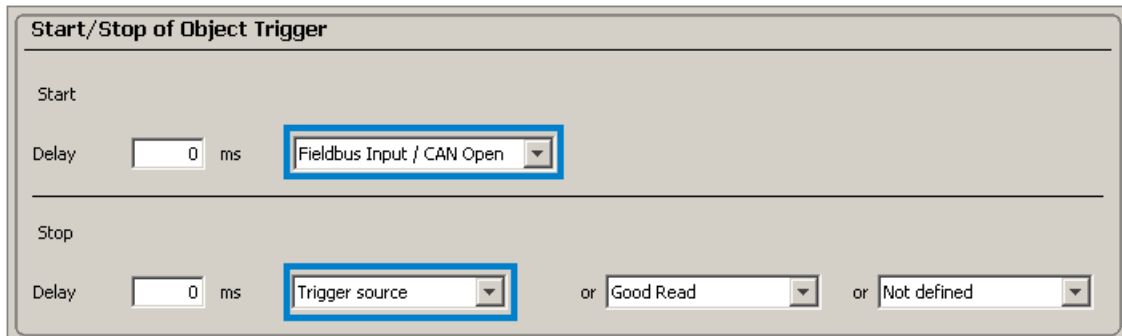 Start/Stop of Object Trigger
Start
Delay 0 ms Fieldbus Input / CAN Open
Stop
Delay 0 ms Trigger source or Good Read or Not defined